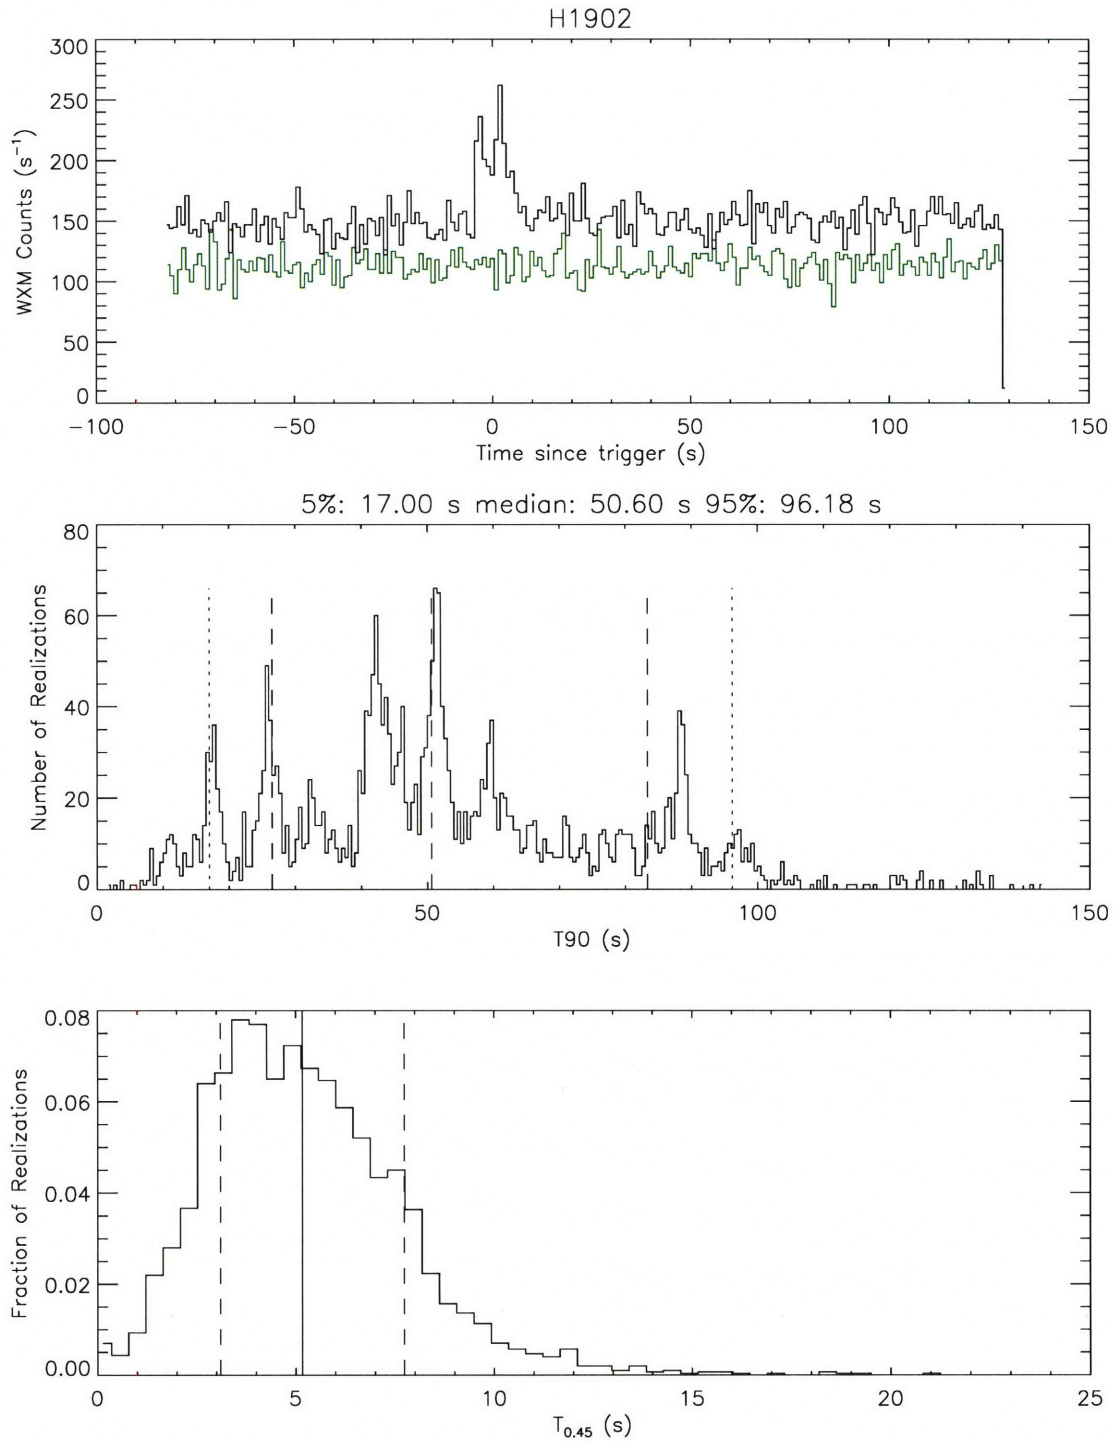 H1902
300
250
200
150
100
50
0
WXM Counts (s⁻¹)
−100 −50 0 50 100 150
Time since trigger (s)
5%: 17.00 s median: 50.60 s 95%: 96.18 s
80
60
40
20
0
Number of Realizations
0 50 100 150
T90 (s)
0.08
0.06
0.04
0.02
0.00
Fraction of Realizations
0 5 10 15 20 25
T₀.₄₅ (s)